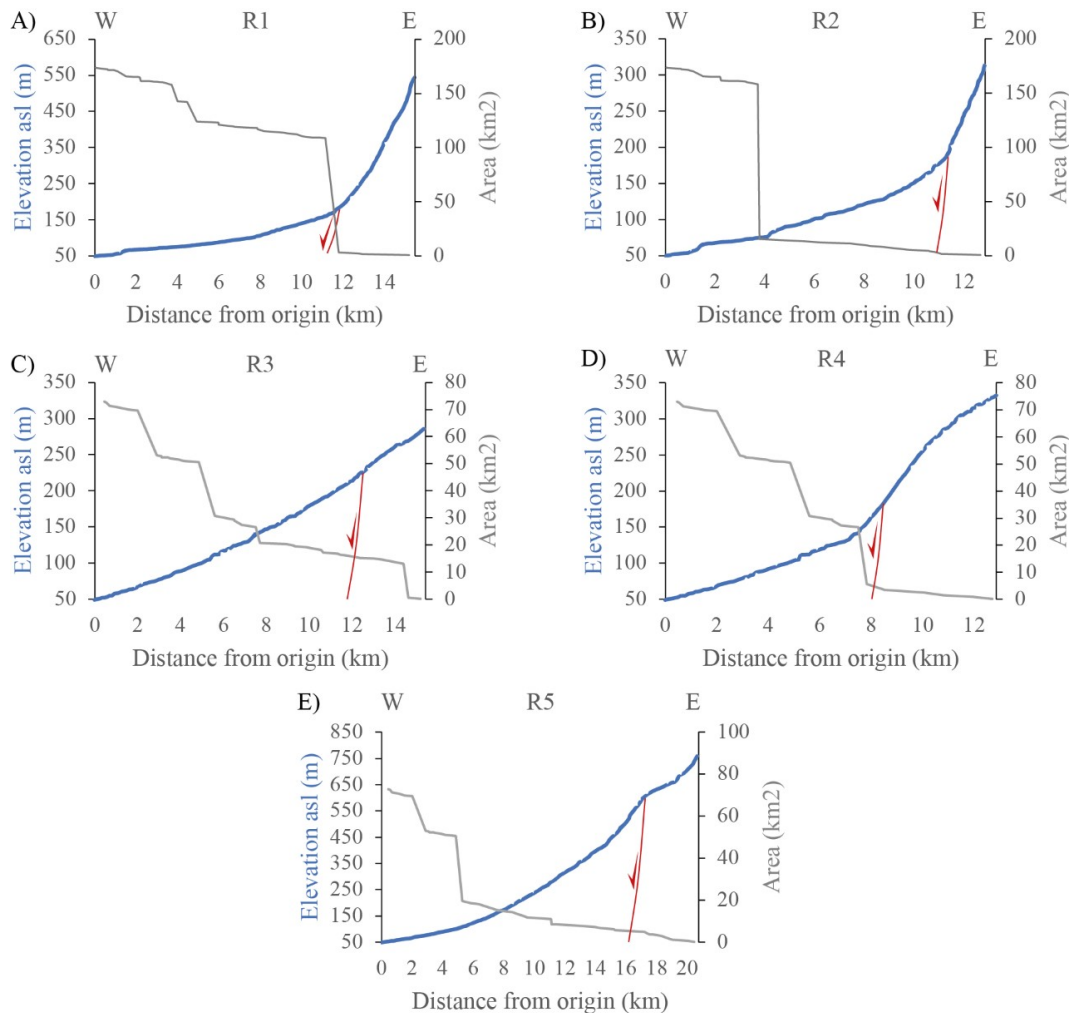 A) W R1 E
650 200
550
150
450
350 100
250
50
150
50 0
0 2 4 6 8 10 12 14
Elevation asl (m)
Area (km2)
Distance from origin (km)
B) W R2 E
350 200
300
150
250
200 100
150
50
100
50 0
0 2 4 6 8 10 12
Elevation asl (m)
Area (km2)
Distance from origin (km)
C) W R3 E
350 80
70
300
60
250 50
200 40
30
150
20
100
10
50 0
0 2 4 6 8 10 12 14
Elevation asl (m)
Area (km2)
Distance from origin (km)
D) W R4 E
350 80
70
300
60
250 50
200 40
30
150
20
100
10
50 0
0 2 4 6 8 10 12
Elevation asl (m)
Area (km2)
Distance from origin (km)
E) W R5 E
850 100
750
80
650
550 60
450
40
350
250
20
150
50 0
0 2 4 6 8 10 12 14 16 18 20
Elevation asl (m)
Area (km2)
Distance from origin (km)